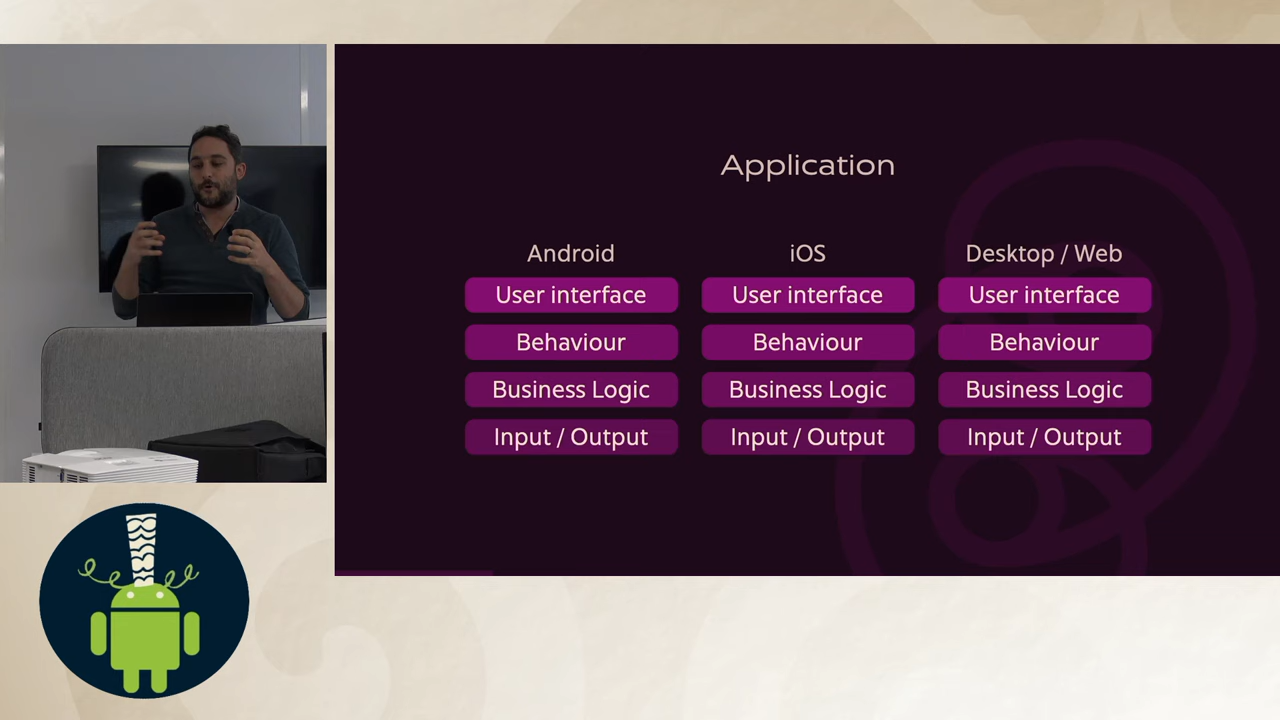 Application
Android iOS Desktop / Web
User interface User interface User interface
Behaviour Behaviour Behaviour
Business Logic Business Logic Business Logic
Input / Output Input / Output Input / Output